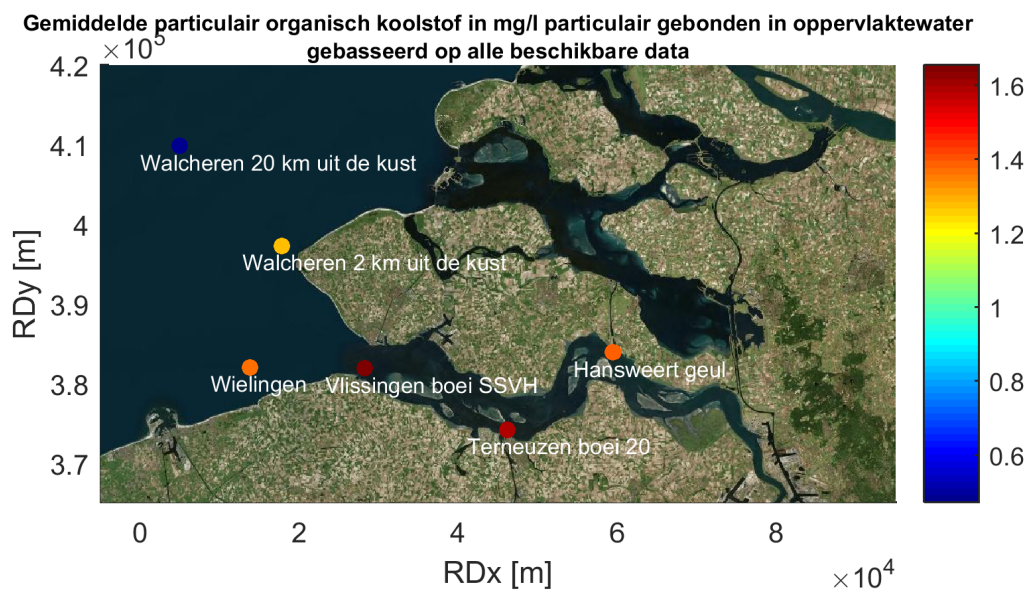 Gemiddelde particulair organisch koolstof in mg/l particulair gebonden in oppervlaktewater
gebasseerd op alle beschikbare data
×10⁵
4.2
4.1
4
3.9
3.8
3.7
RDy [m]
Walcheren 20 km uit de kust
Walcheren 2 km uit de kust
Wielingen
Vlissingen boei SSVH
Hansweert geul
Terneuzen boei 20
0
2
4
6
8
RDx [m]
×10⁴
1.6
1.4
1.2
1
0.8
0.6